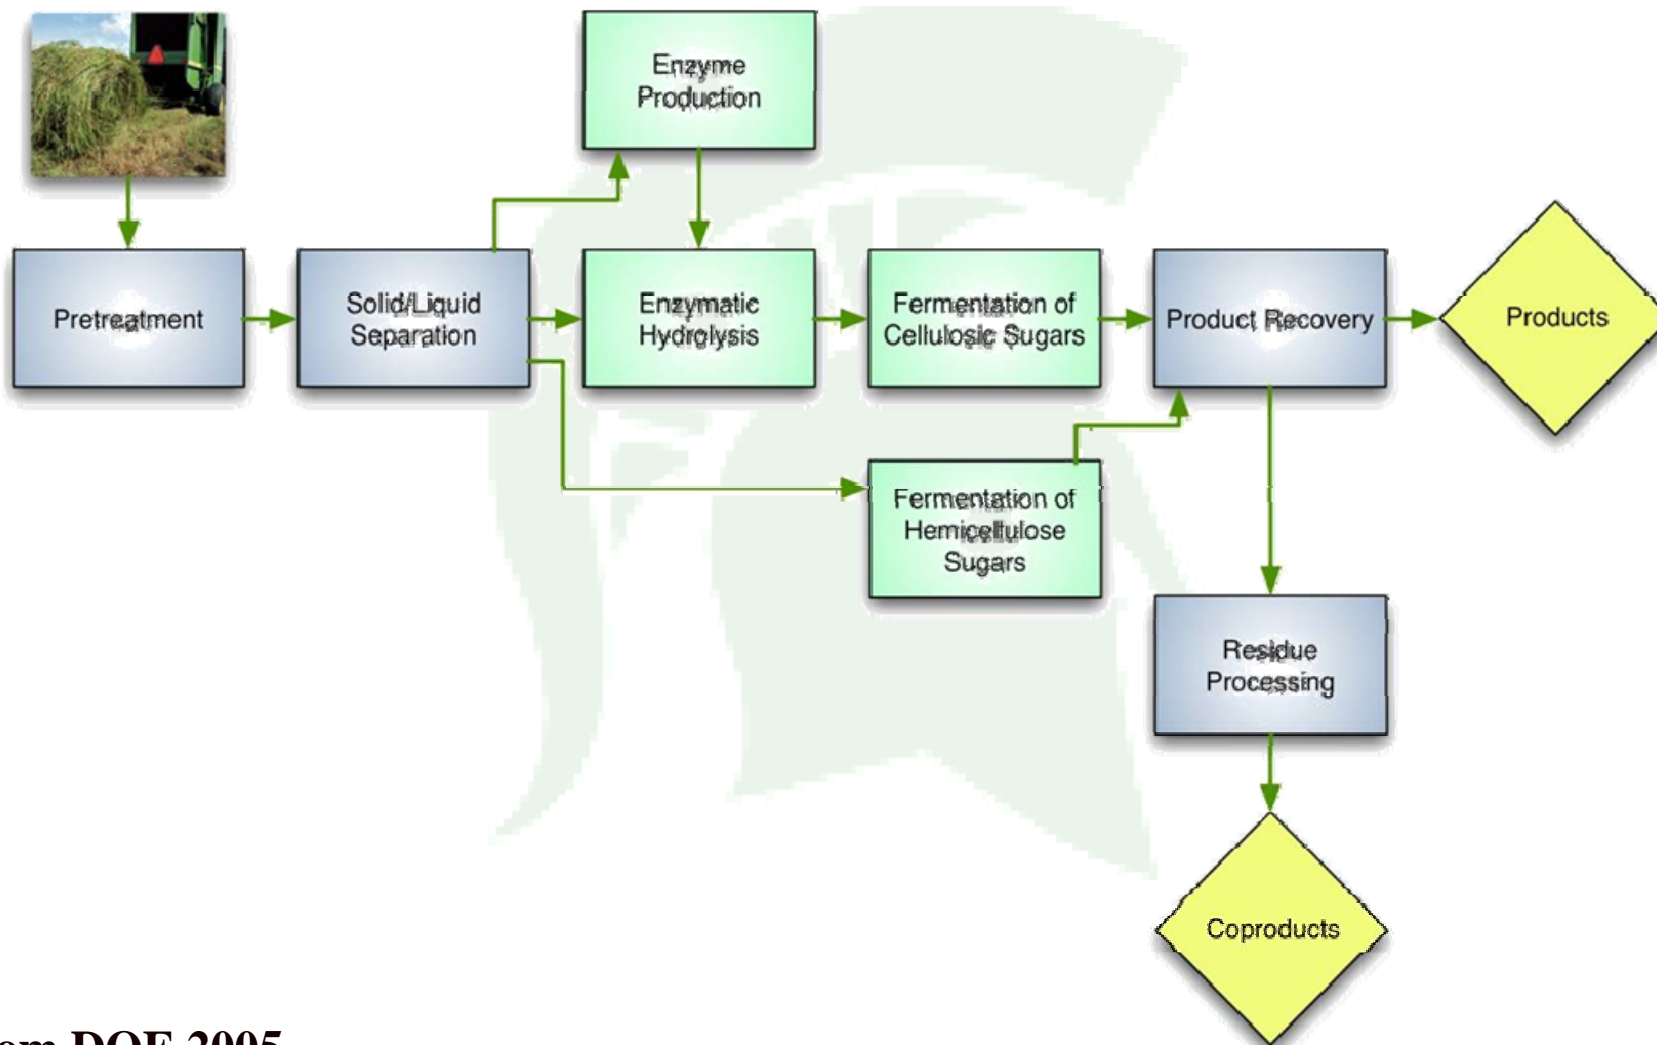 Enzyme
Production
Pretreatment
Solid/Liquid
Separation
Enzymatic
Hydrolysis
Fermentation of
Cellulosic Sugars
Product Recovery
Products
Fermentation of
Hemicellulose
Sugars
Residue
Processing
Coproducts
DOE 2005